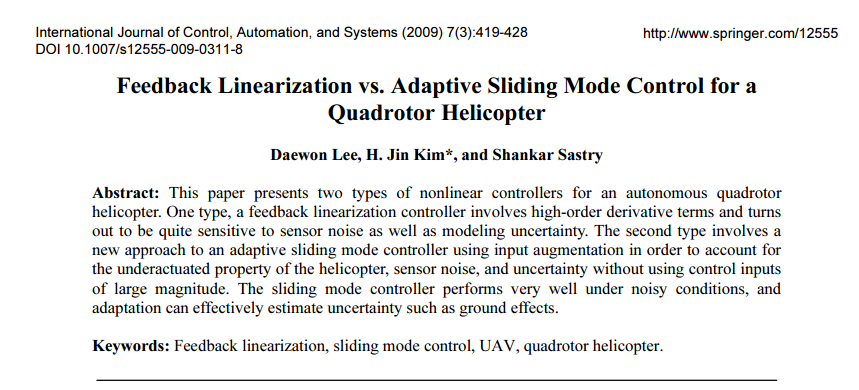 International Journal of Control, Automation, and Systems (2009) 7(3):419-428 http://www.springer.com/12555
DOI 10.1007/s12555-009-0311-8
Feedback Linearization vs. Adaptive Sliding Mode Control for a
Quadrotor Helicopter
Daewon Lee, H. Jin Kim*, and Shankar Sastry
Abstract: This paper presents two types of nonlinear controllers for an autonomous quadrotor
helicopter. One type, a feedback linearization controller involves high-order derivative terms and turns
out to be quite sensitive to sensor noise as well as modeling uncertainty. The second type involves a
new approach to an adaptive sliding mode controller using input augmentation in order to account for
the underactuated property of the helicopter, sensor noise, and uncertainty without using control inputs
of large magnitude. The sliding mode controller performs very well under noisy conditions, and
adaptation can effectively estimate uncertainty such as ground effects.
Keywords: Feedback linearization, sliding mode control, UAV, quadrotor helicopter.